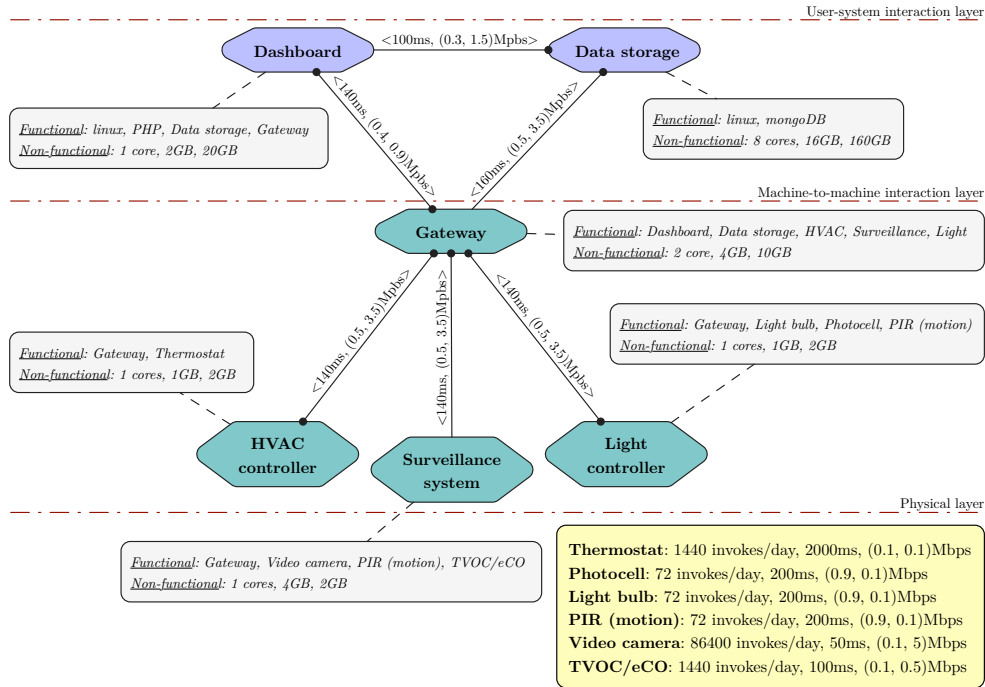 User-system interaction layer
Dashboard
<100ms, (0.3, 1.5)Mpbs>
Data storage
<140ms, (0.4, 0.9)Mpbs>
<160ms, (0.5, 3.5)Mpbs>
Functional: linux, PHP, Data storage, Gateway
Non-functional: 1 core, 2GB, 20GB
Functional: linux, mongoDB
Non-functional: 8 cores, 16GB, 160GB
Machine-to-machine interaction layer
Gateway
Functional: Dashboard, Data storage, HVAC, Surveillance, Light
Non-functional: 2 core, 4GB, 10GB
<140ms, (0.5, 3.5)Mpbs>
<140ms, (0.5, 3.5)Mpbs>
<140ms, (0.5, 3.5)Mpbs>
Functional: Gateway, Light bulb, Photocell, PIR (motion)
Non-functional: 1 cores, 1GB, 2GB
Functional: Gateway, Thermostat
Non-functional: 1 cores, 1GB, 2GB
HVAC
controller
Surveillance
system
Light
controller
Physical layer
Functional: Gateway, Video camera, PIR (motion), TVOC/eCO
Non-functional: 1 cores, 4GB, 2GB
Thermostat: 1440 invokes/day, 2000ms, (0.1, 0.1)Mbps
Photocell: 72 invokes/day, 200ms, (0.9, 0.1)Mbps
Light bulb: 72 invokes/day, 200ms, (0.9, 0.1)Mbps
PIR (motion): 72 invokes/day, 200ms, (0.9, 0.1)Mbps
Video camera: 86400 invokes/day, 50ms, (0.1, 5)Mbps
TVOC/eCO: 1440 invokes/day, 100ms, (0.1, 0.5)Mbps